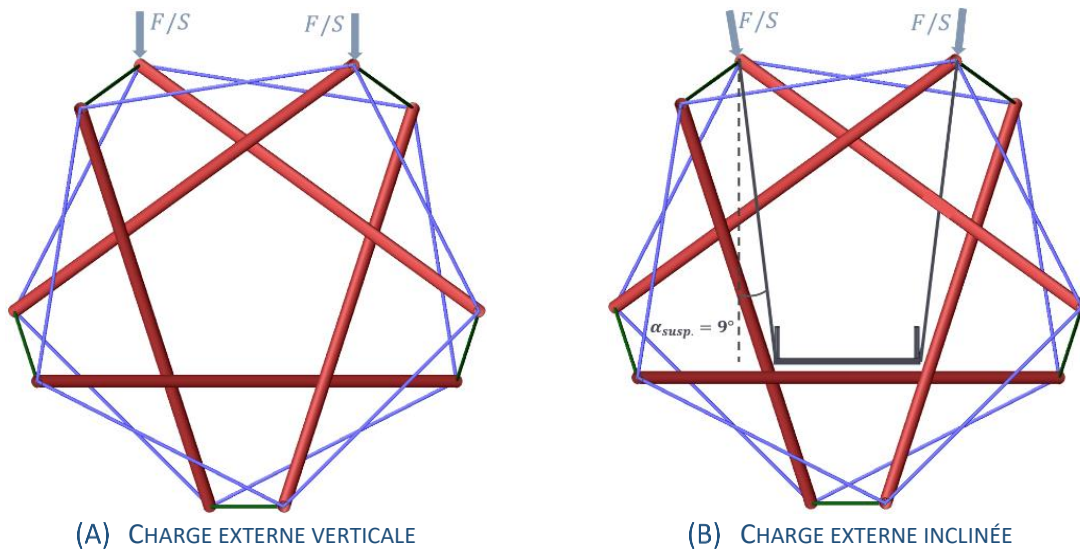 F/S F/S F/S F/S
α_susp. = 9°
(A) CHARGE EXTERNE VERTICALE (B) CHARGE EXTERNE INCLINÉE